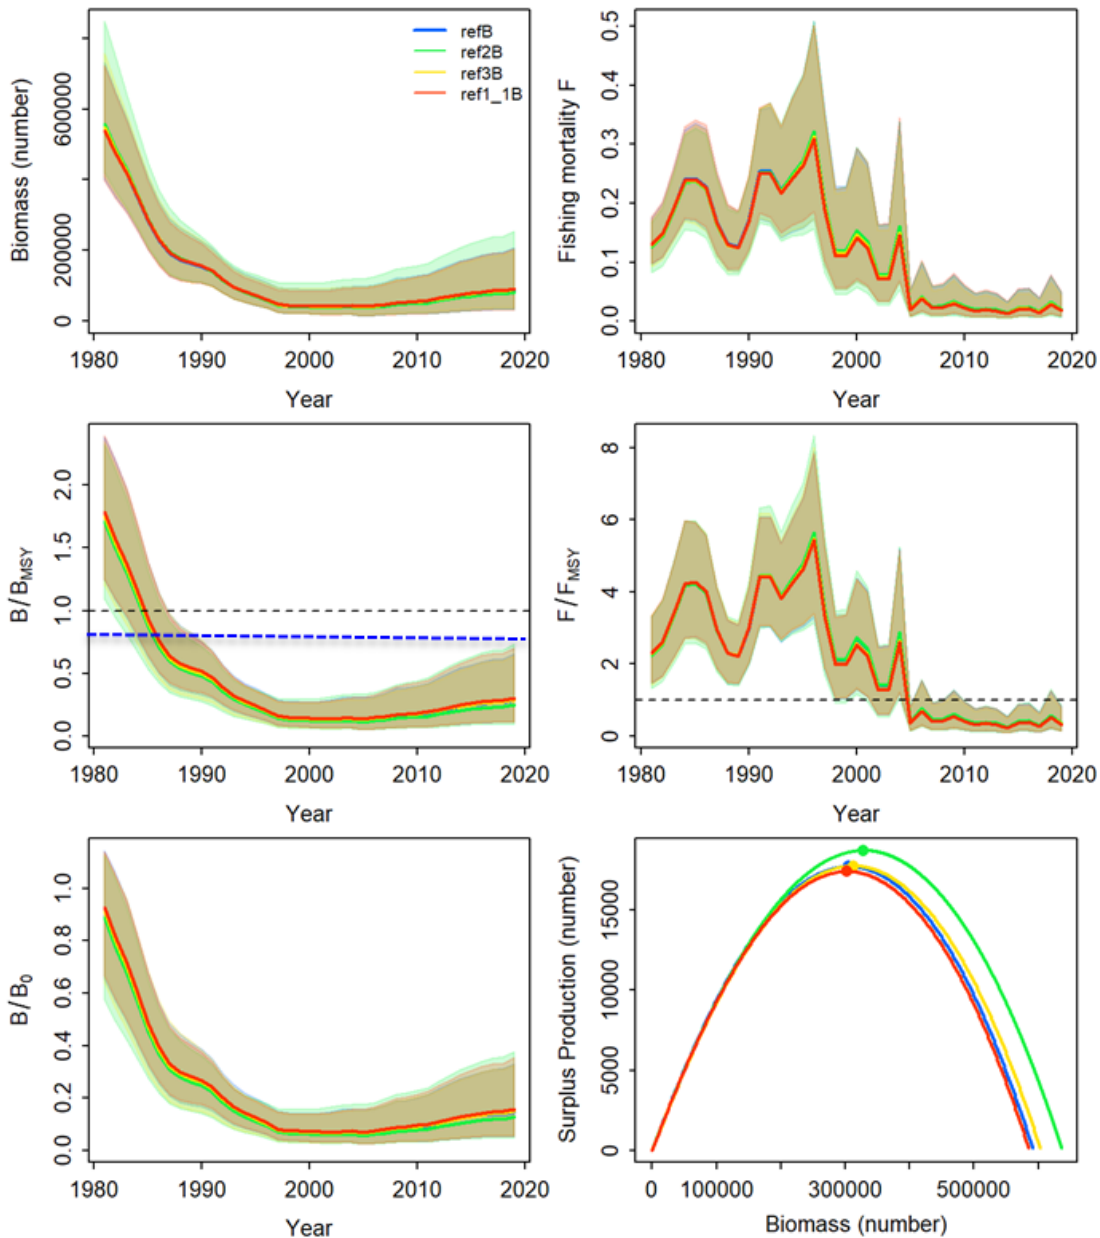 refB
ref2B
ref3B
ref1_1B
Biomass (number)
600000
200000
0
1980 1990 2000 2010 2020
Year
Fishing mortality F
0.5
0.4
0.3
0.2
0.1
0.0
1980 1990 2000 2010 2020
Year
B/BMSY
2.0
1.5
1.0
0.5
0.0
1980 1990 2000 2010 2020
Year
F/FMSY
8
6
4
2
0
1980 1990 2000 2010 2020
Year
B/B0
1.0
0.8
0.6
0.4
0.2
0.0
1980 1990 2000 2010 2020
Year
Surplus Production (number)
15000
5000
0
0 100000 300000 500000
Biomass (number)